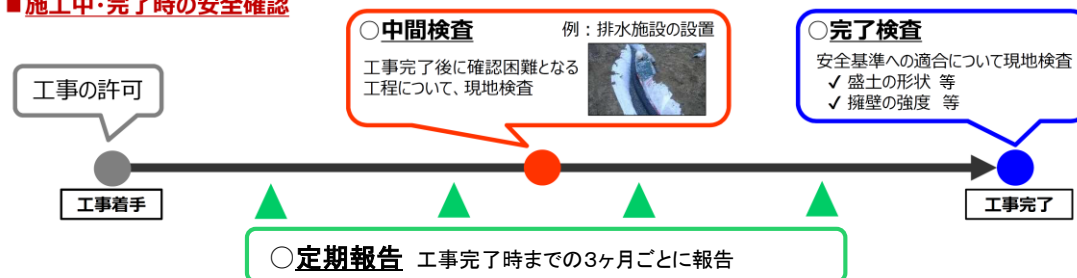 ■施工中・完了時の安全確認
○中間検査 例：排水施設の設置
工事完了後に確認困難となる
工程について、現地検査
○完了検査
安全基準への適合について現地検査
✓ 盛土の形状 等
✓ 擁壁の強度 等
工事の許可
工事着手
工事完了
○定期報告 工事完了時までの3ヶ月ごとに報告